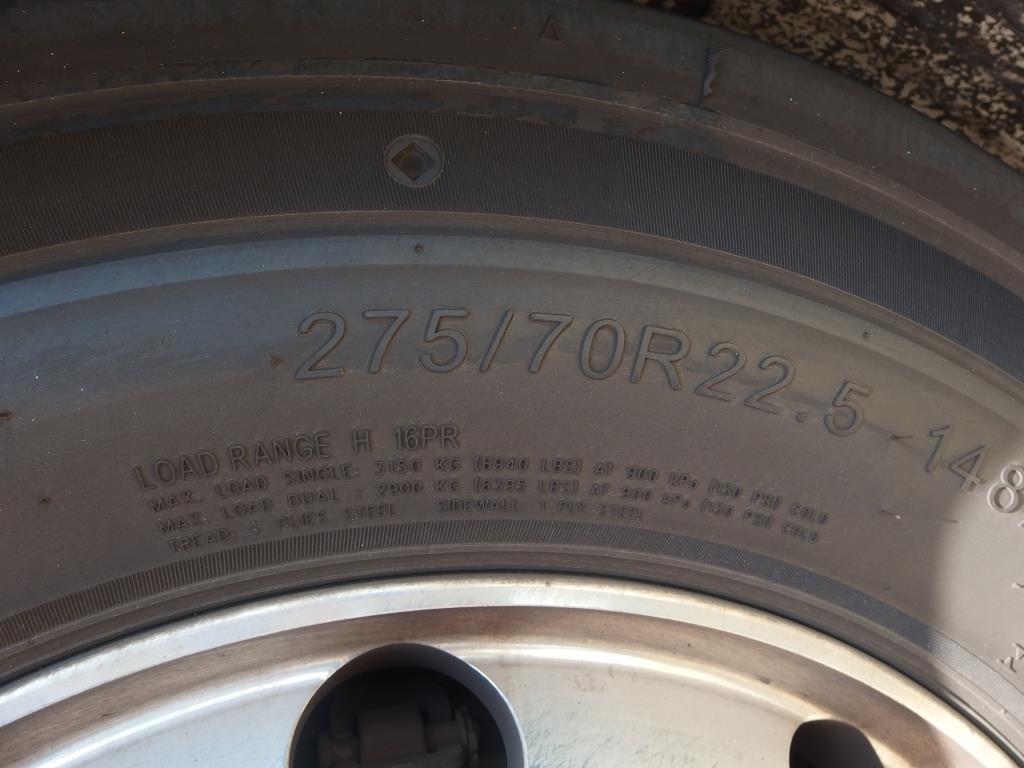 275/70R22.5 148
LOAD RANGE H 16PR
MAX. LOAD SINGLE: 3150 KG (6940 LBS) AT 900 kPa (130 PSI) COLD
MAX. LOAD DUAL : 2900 KG (6395 LBS) AT 900 kPa (130 PSI) COLD
TREAD: 4 PLIES STEEL SIDEWALL: 1 PLY STEEL